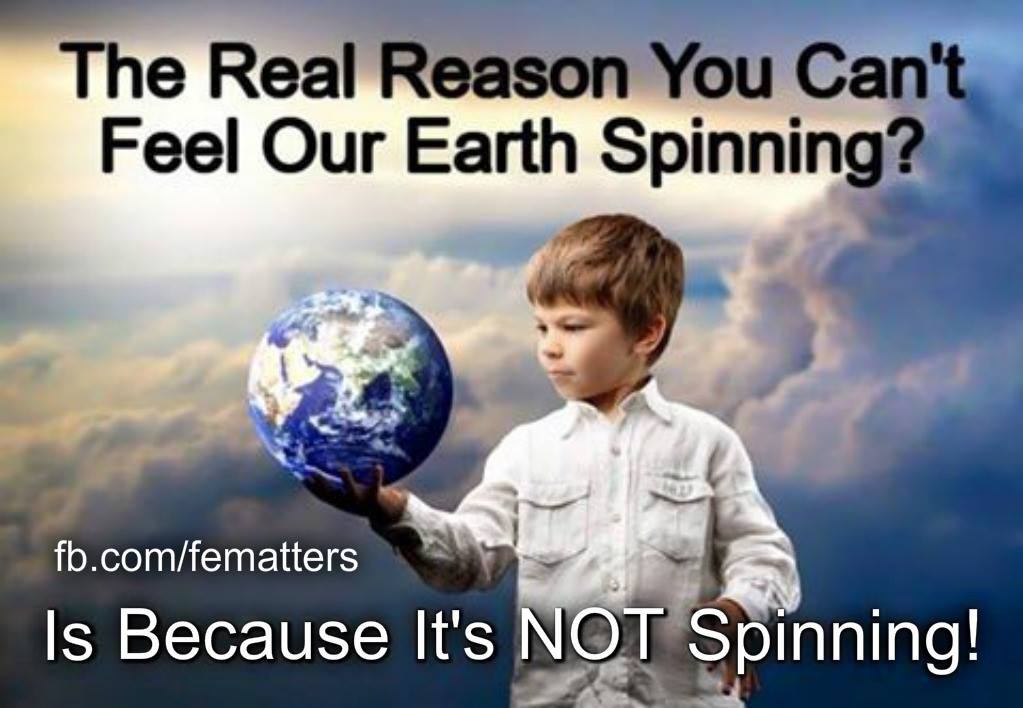 The Real Reason You Can't
Feel Our Earth Spinning?
fb.com/fematters
Is Because It's NOT Spinning!